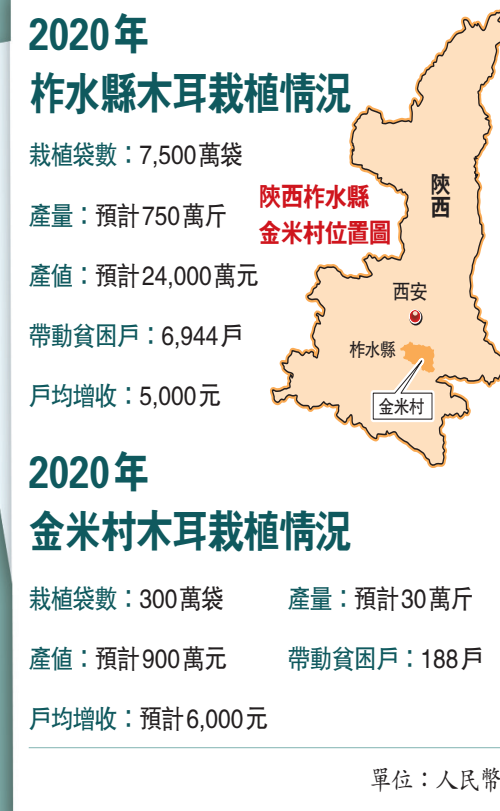 2020年
柞水縣木耳栽植情況
栽植袋數：7,500萬袋
產量：預計750萬斤
產值：預計24,000萬元
帶動貧困戶：6,944戶
戶均增收：5,000元
陝西柞水縣
金米村位置圖
陝西
西安
柞水縣
金米村
2020年
金米村木耳栽植情況
栽植袋數：300萬袋
產量：預計30萬斤
產值：預計900萬元
帶動貧困戶：188戶
戶均增收：預計6,000元
單位：人民幣